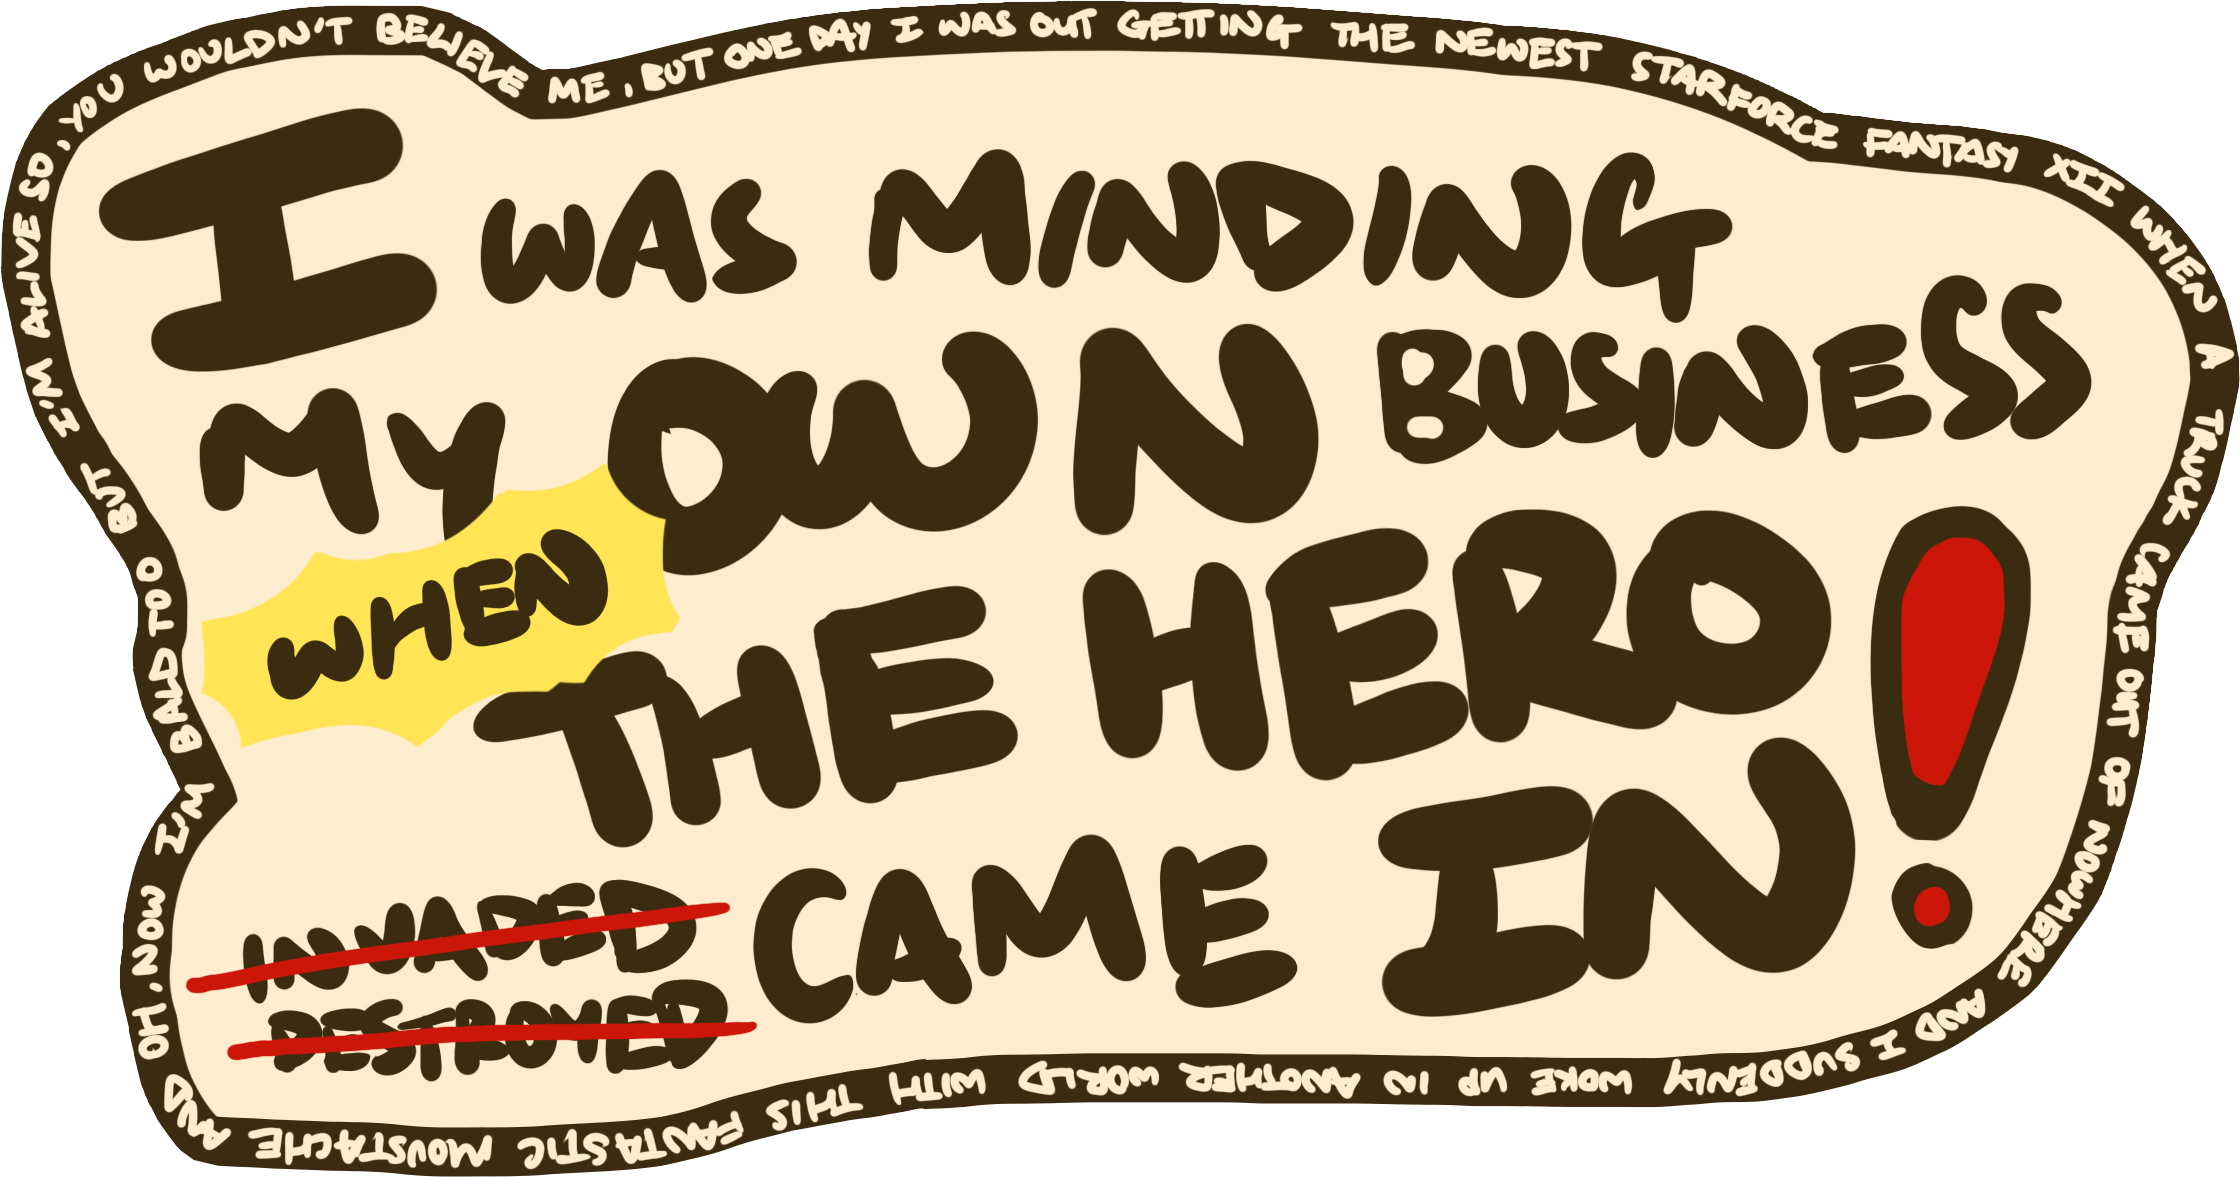 I WAS MINDING
MY OWN BUSINESS
WHEN
THE HERO
INVADED
DESTROYED
CAME IN!
YOU WOULDN'T BELIEVE ME, BUT ONE DAY I WAS OUT GETTING THE NEWEST STARFORCE FANTASY XII WHEN A TRUCK CAME OUT OF NOWHERE AND I SUDDENLY WOKE UP IN ANOTHER WORLD WITH THIS FANTASTIC MOUSTACHE AND OH, NOW I'M BALD TOO BUT I'M ALIVE SO,